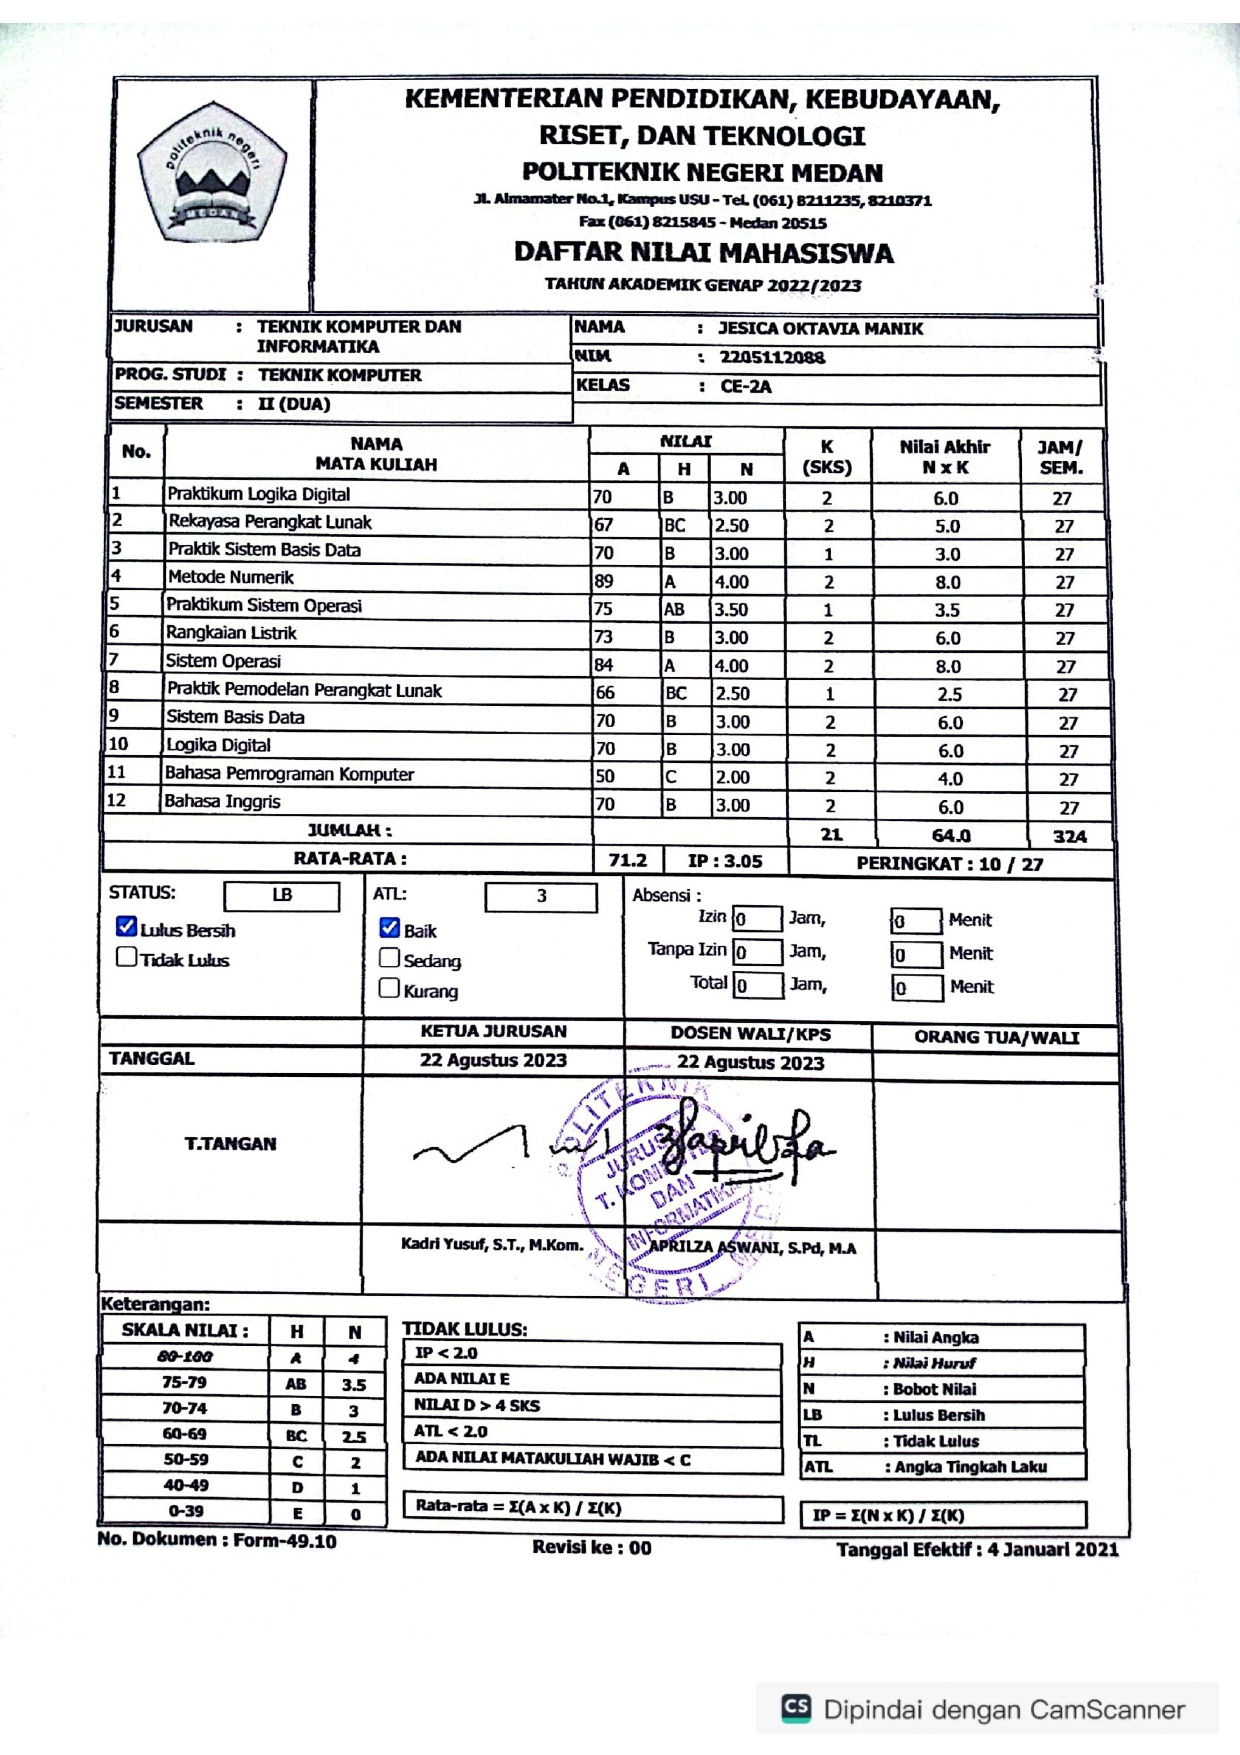 politeknik negeri
MEDAN
KEMENTERIAN PENDIDIKAN, KEBUDAYAAN,
RISET, DAN TEKNOLOGI
POLITEKNIK NEGERI MEDAN
Jl. Almamater No.1, Kampus USU - Tel. (061) 8211235, 8210371
Fax (061) 8215845 - Medan 20515
DAFTAR NILAI MAHASISWA
TAHUN AKADEMIK GENAP 2022/2023
JURUSAN : TEKNIK KOMPUTER DAN
INFORMATIKA
PROG. STUDI : TEKNIK KOMPUTER
SEMESTER : II (DUA)
NAMA : JESICA OKTAVIA MANIK
NIM : 2205112088
KELAS : CE-2A
No. NAMA MATA KULIAH NILAI A H N K (SKS) Nilai Akhir N x K JAM/ SEM.
1 Praktikum Logika Digital 70 B 3.00 2 6.0 27
2 Rekayasa Perangkat Lunak 67 BC 2.50 2 5.0 27
3 Praktik Sistem Basis Data 70 B 3.00 1 3.0 27
4 Metode Numerik 89 A 4.00 2 8.0 27
5 Praktikum Sistem Operasi 75 AB 3.50 1 3.5 27
6 Rangkaian Listrik 73 B 3.00 2 6.0 27
7 Sistem Operasi 84 A 4.00 2 8.0 27
8 Praktik Pemodelan Perangkat Lunak 66 BC 2.50 1 2.5 27
9 Sistem Basis Data 70 B 3.00 2 6.0 27
10 Logika Digital 70 B 3.00 2 6.0 27
11 Bahasa Pemrograman Komputer 50 C 2.00 2 4.0 27
12 Bahasa Inggris 70 B 3.00 2 6.0 27
JUMLAH : 21 64.0 324
RATA-RATA : 71.2 IP : 3.05 PERINGKAT : 10 / 27
STATUS: LB
Lulus Bersih
Tidak Lulus
ATL: 3
Baik
Sedang
Kurang
Absensi :
Izin 0 Jam, 0 Menit
Tanpa Izin 0 Jam, 0 Menit
Total 0 Jam, 0 Menit
KETUA JURUSAN DOSEN WALI/KPS ORANG TUA/WALI
TANGGAL 22 Agustus 2023 22 Agustus 2023
T.TANGAN
POLITEKNIK NEGERI
JURUSAN
T. KOMPUTER
DAN
INFORMATIKA
Kadri Yusuf, S.T., M.Kom. APRILZA ASWANI, S.Pd, M.A
Keterangan:
SKALA NILAI : H N
80-100 A 4
75-79 AB 3.5
70-74 B 3
60-69 BC 2.5
50-59 C 2
40-49 D 1
0-39 E 0
TIDAK LULUS:
IP < 2.0
ADA NILAI E
NILAI D > 4 SKS
ATL < 2.0
ADA NILAI MATAKULIAH WAJIB < C
Rata-rata = Σ(A x K) / Σ(K)
A : Nilai Angka
H : Nilai Huruf
N : Bobot Nilai
LB : Lulus Bersih
TL : Tidak Lulus
ATL : Angka Tingkah Laku
IP = Σ(N x K) / Σ(K)
No. Dokumen : Form-49.10 Revisi ke : 00 Tanggal Efektif : 4 Januari 2021
CS Dipindai dengan CamScanner